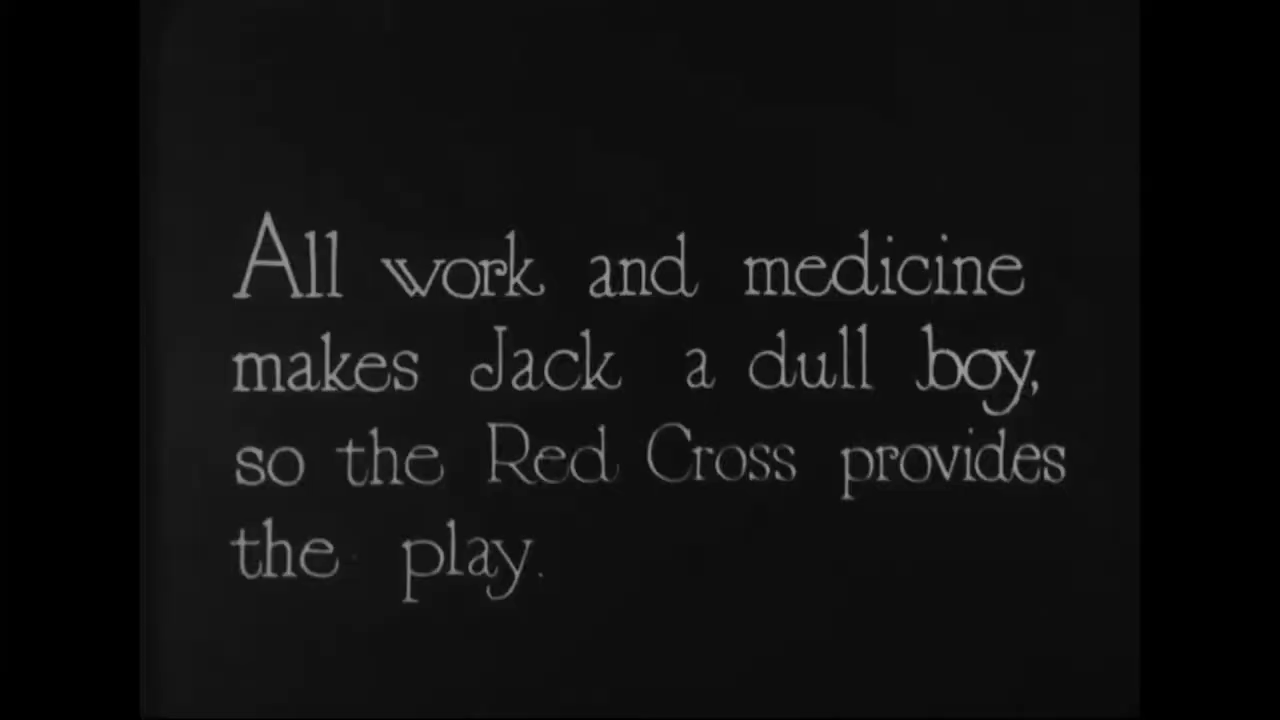 All work and medicine
makes Jack a dull boy,
so the Red Cross provides
the play.